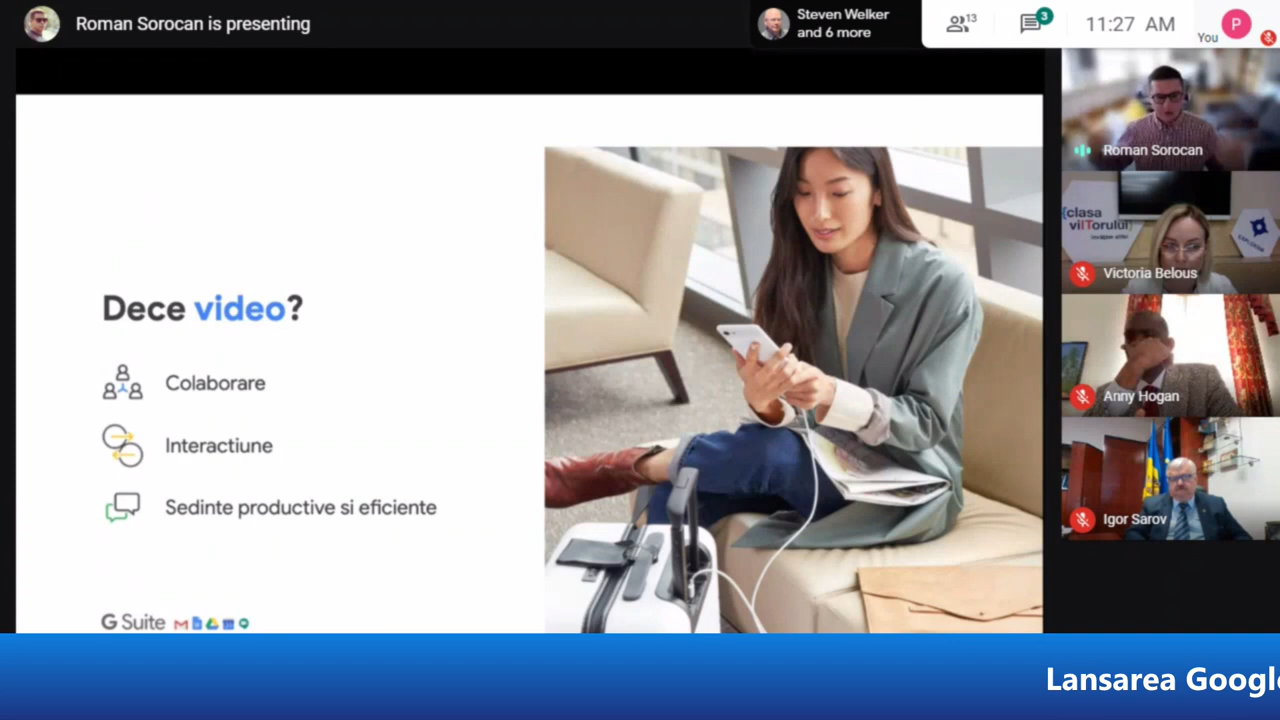 Roman Sorocan is presenting
Steven Welker
and 6 more
13
3
11:27 AM
You
P
Roman Sorocan
{clasa
viITorului}
Victoria Belous
Anny Hogan
Igor Sarov
Dece video?
Colaborare
Interactiune
Sedinte productive si eficiente
G Suite
Lansarea Google